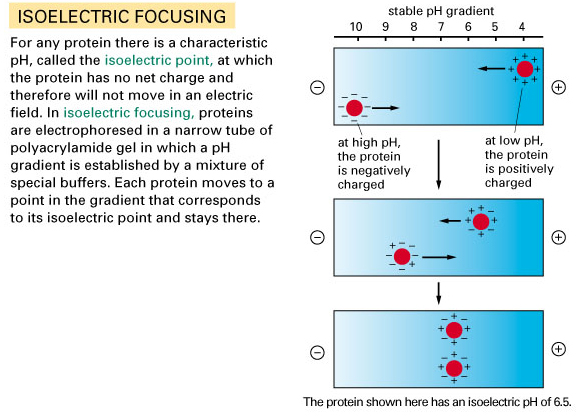 ISOELECTRIC FOCUSING
For any protein there is a characteristic
pH, called the isoelectric point, at which
the protein has no net charge and
therefore will not move in an electric
field. In isoelectric focusing, proteins
are electrophoresed in a narrow tube of
polyacrylamide gel in which a pH
gradient is established by a mixture of
special buffers. Each protein moves to a
point in the gradient that corresponds
to its isoelectric point and stays there.
stable pH gradient
10 9 8 7 6 5 4
at high pH,
the protein
is negatively
charged
at low pH,
the protein
is positively
charged
The protein shown here has an isoelectric pH of 6.5.